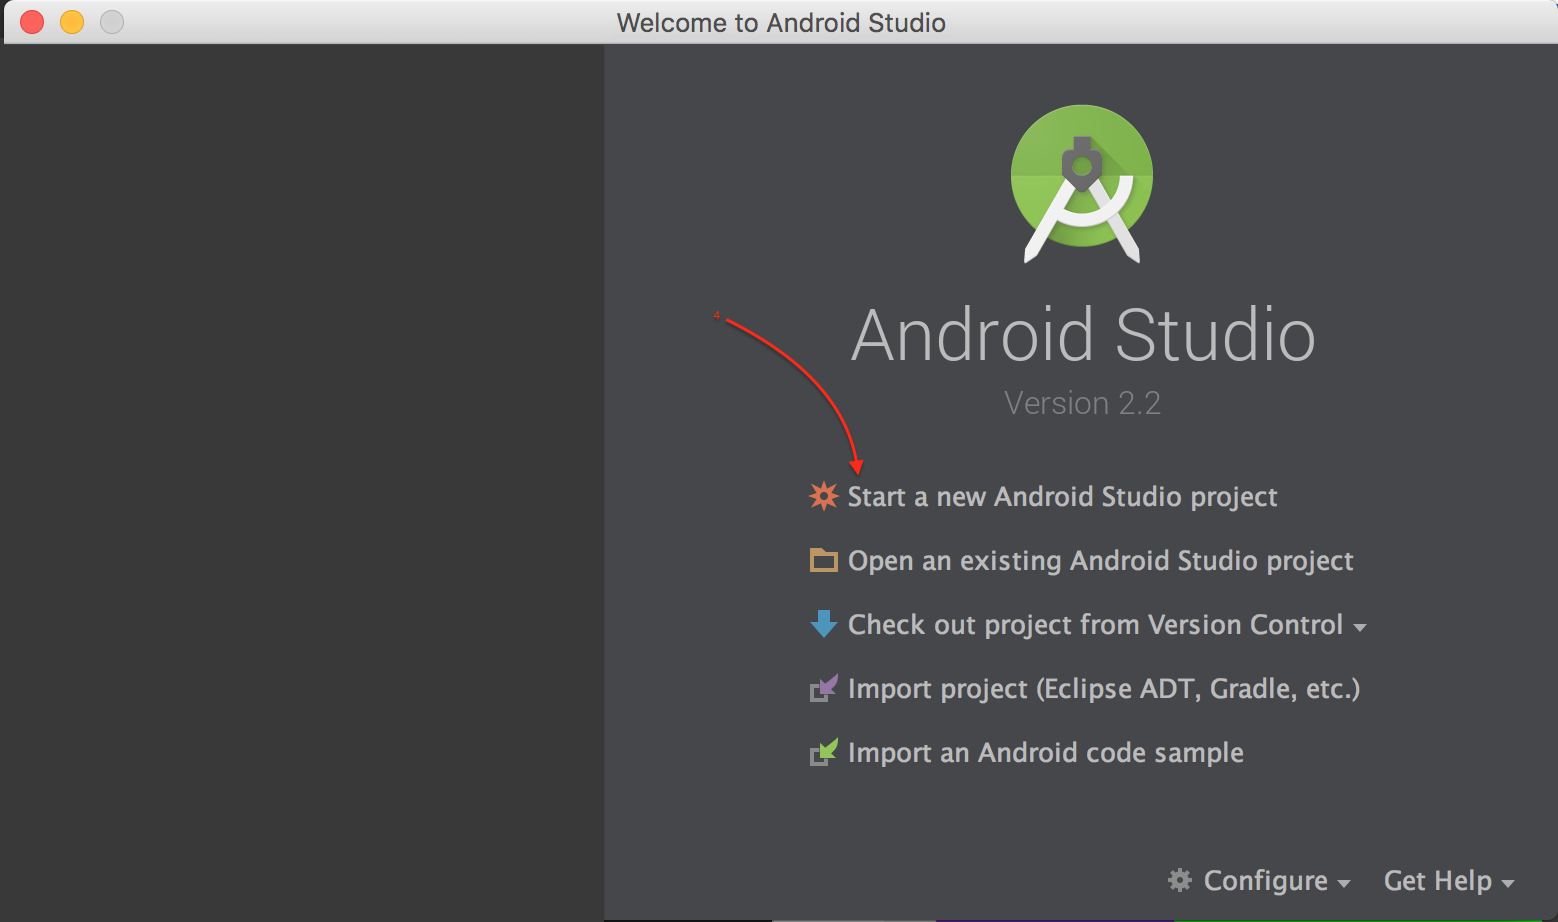 Welcome to Android Studio
4
Android Studio
Version 2.2
Start a new Android Studio project
Open an existing Android Studio project
Check out project from Version Control
Import project (Eclipse ADT, Gradle, etc.)
Import an Android code sample
Configure Get Help